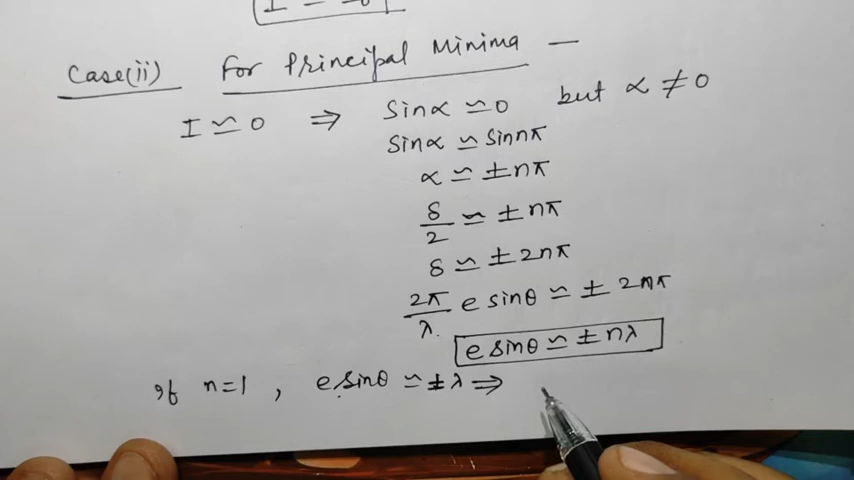 Case(ii) For Principal Minima —
I ≃ 0 ⇒ Sinα ≃ 0 but α ≠ 0
Sinα ≃ Sinnπ
α ≃ ±nπ
δ/2 ≃ ±nπ
δ ≃ ±2nπ
2π/λ e sinθ ≃ ± 2nπ
e sinθ ≃ ±nλ
If n=1, e sinθ ≃ ±λ ⇒